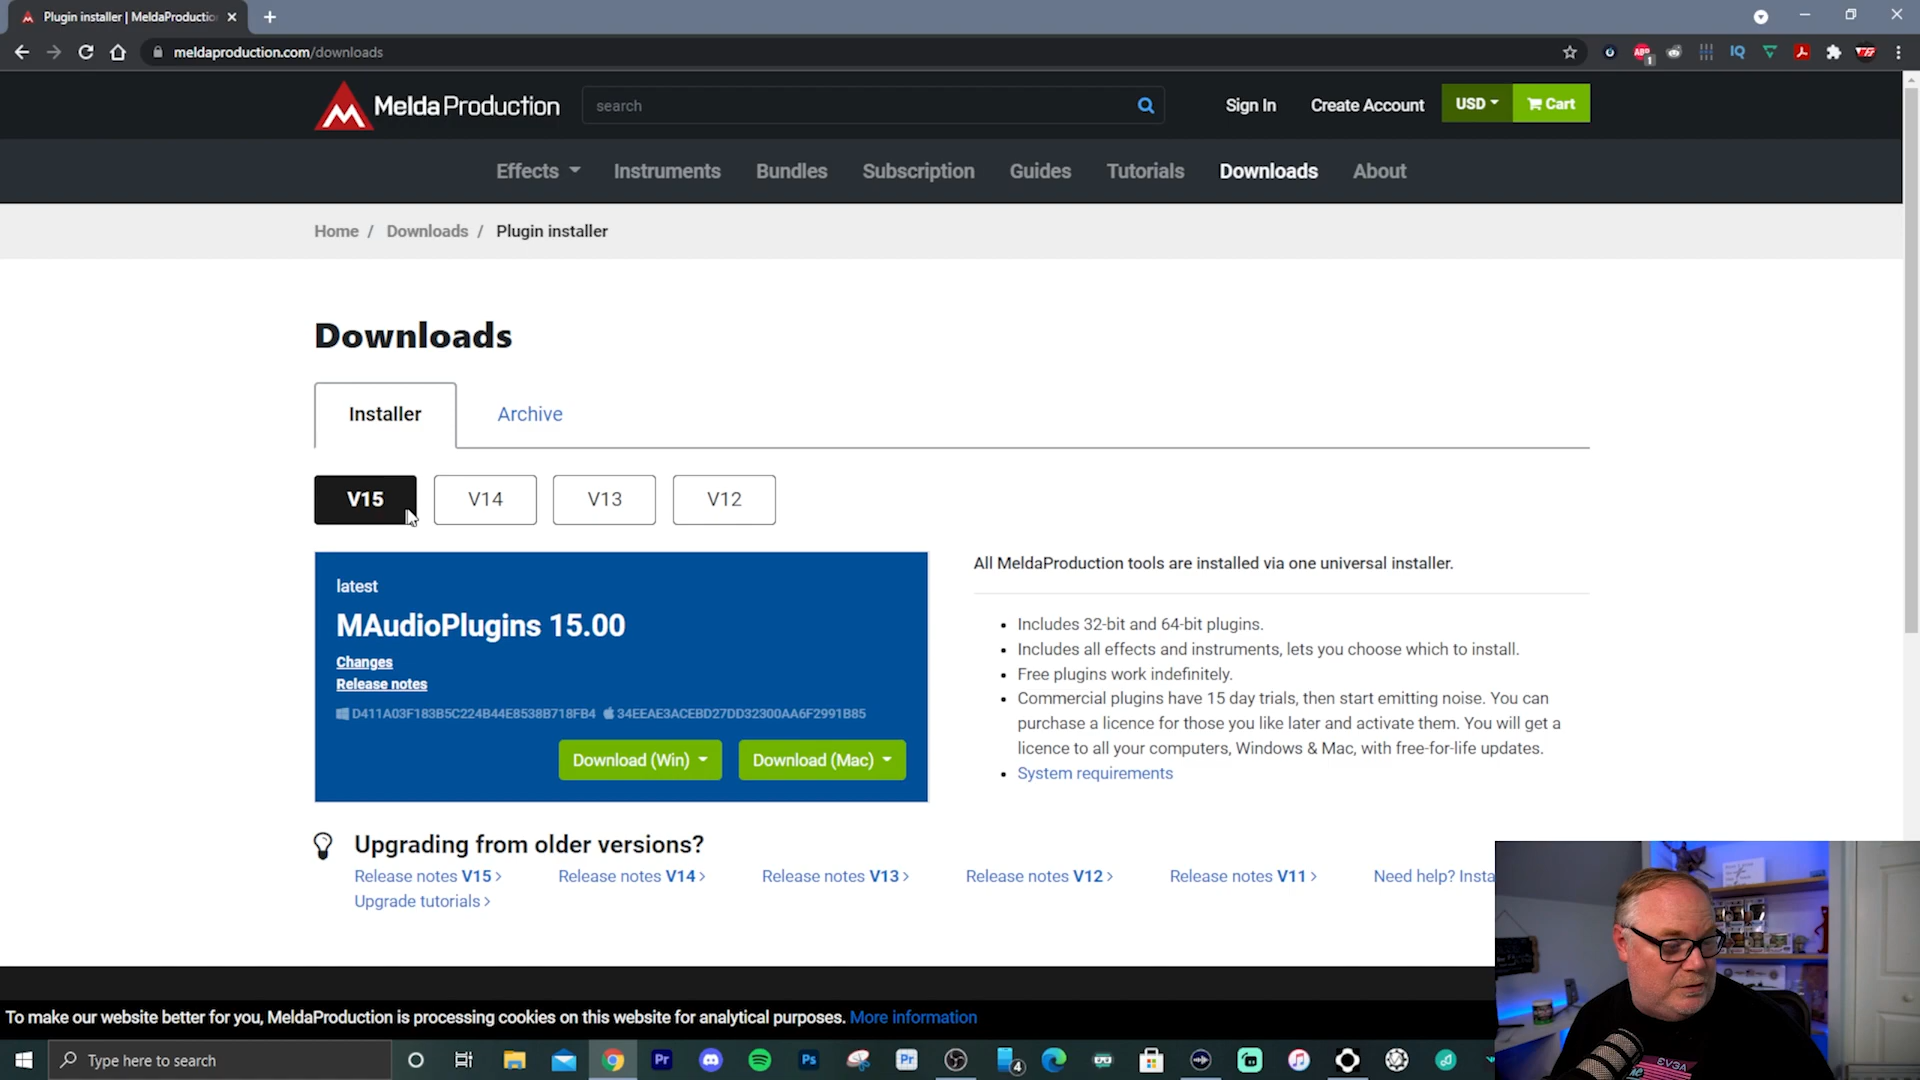 Plugin installer | MeldaProductio
meldaproduction.com/downloads
ABP
1
IQ
MeldaProduction
search
Sign In
Create Account
USD
Cart
Effects
Instruments
Bundles
Subscription
Guides
Tutorials
Downloads
About
Home / Downloads / Plugin installer
Downloads
Installer
Archive
V15
V14
V13
V12
latest
MAudioPlugins 15.00
Changes
Release notes
D411A03F183B5C224B44E8538B718FB4 34EEAE3ACEBD27DD32300AA6F2991B85
Download (Win)
Download (Mac)
All MeldaProduction tools are installed via one universal installer.
• Includes 32-bit and 64-bit plugins.
• Includes all effects and instruments, lets you choose which to install.
• Free plugins work indefinitely.
• Commercial plugins have 15 day trials, then start emitting noise. You can
purchase a licence for those you like later and activate them. You will get a
licence to all your computers, Windows & Mac, with free-for-life updates.
• System requirements
Upgrading from older versions?
Release notes V15 >
Release notes V14 >
Release notes V13 >
Release notes V12 >
Release notes V11 >
Need help? Insta
Upgrade tutorials >
To make our website better for you, MeldaProduction is processing cookies on this website for analytical purposes. More information
Type here to search
Pr
Ps
Pr
4
EVGA